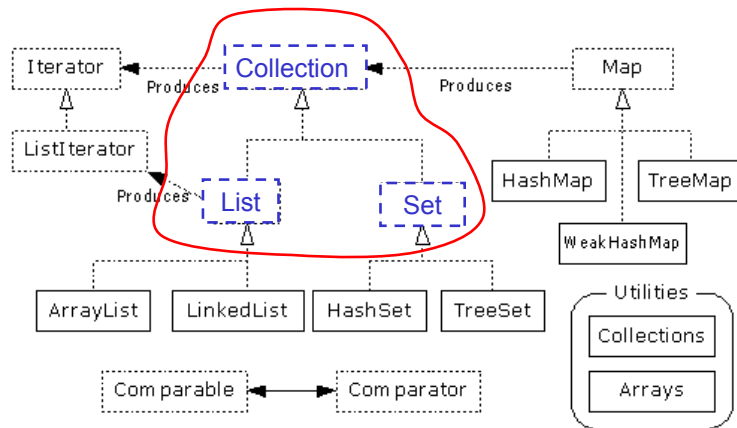 Iterator
Collection
Map
Produces
Produces
ListIterator
Produces
List
Set
HashMap
TreeMap
WeakHashMap
ArrayList
LinkedList
HashSet
TreeSet
Utilities
Collections
Arrays
Comparable
Comparator